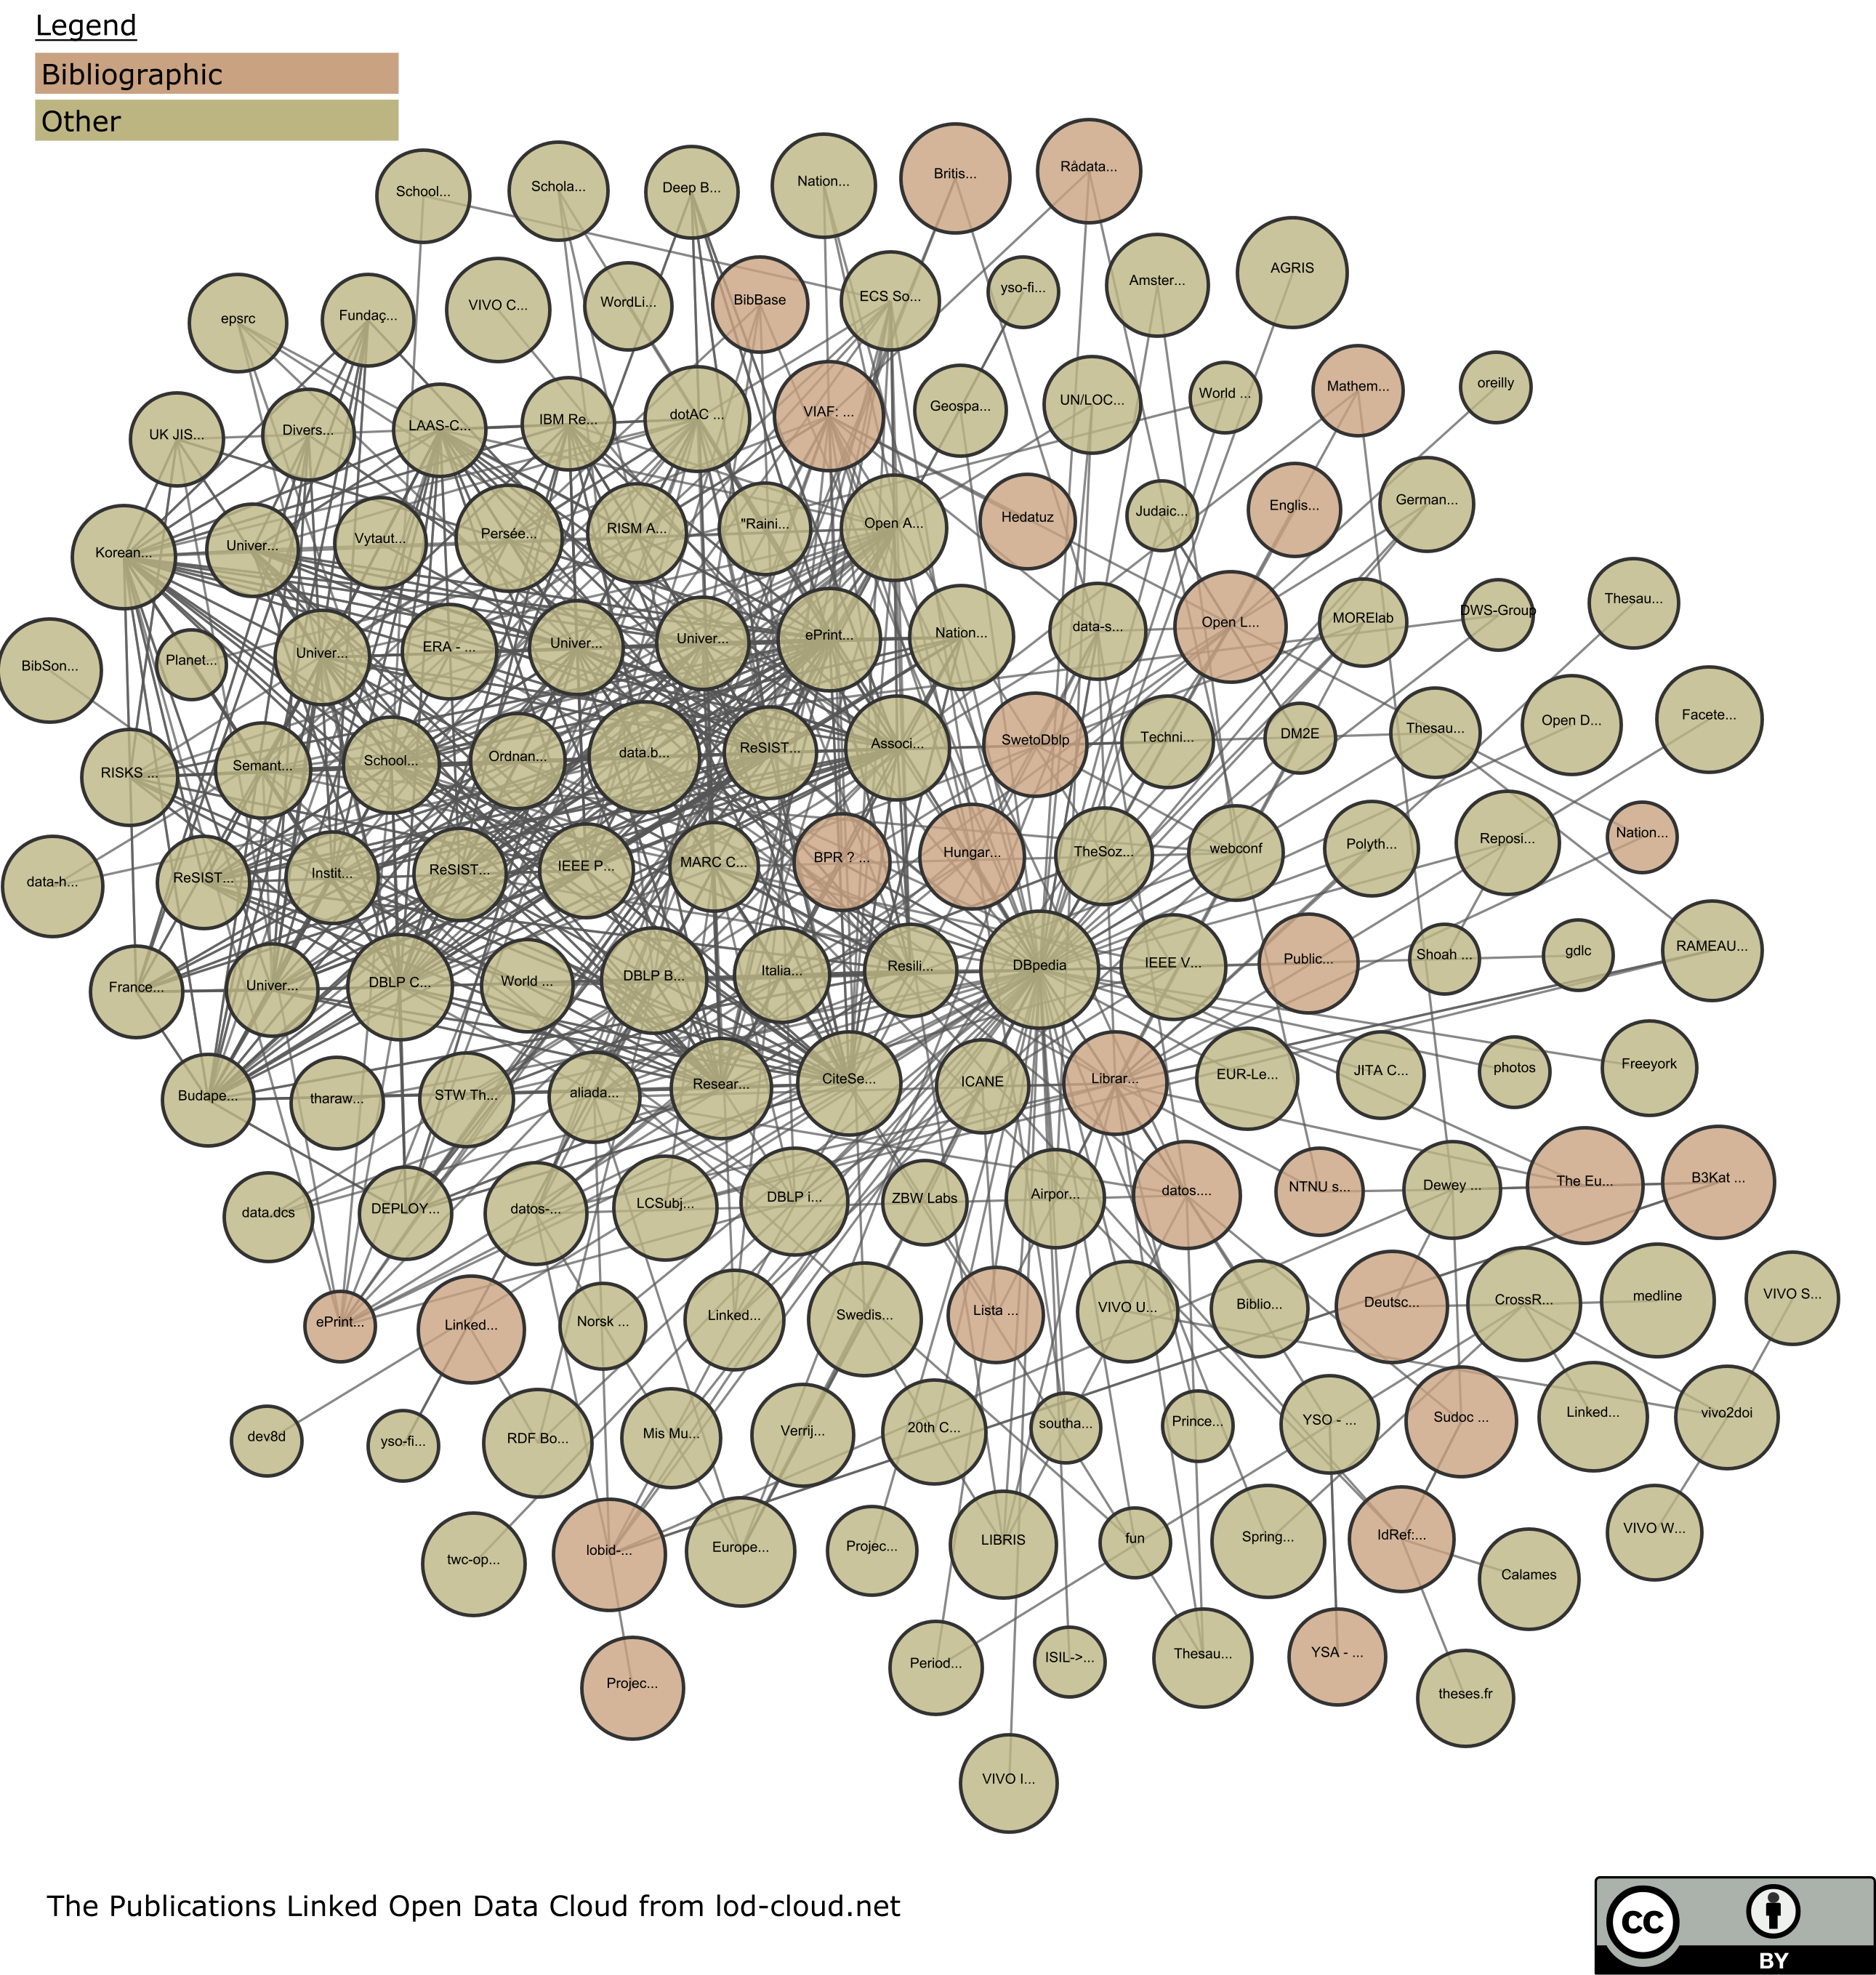 Legend
Bibliographic
Other
School...
Schola...
Deep B...
Nation...
Britis...
Rådata...
epsrc
Fundaç...
VIVO C...
WordLi...
BibBase
ECS So...
yso-fi...
Amster...
AGRIS
UK JIS...
Divers...
LAAS-C...
IBM Re...
dotAC ...
VIAF: ...
Geospa...
UN/LOC...
World ...
Mathem...
oreilly
Korean...
Univer...
Vytaut...
Persée...
RISM A...
"Raini...
Open A...
Hedatuz
Judaic...
Englis...
German...
BibSon...
Planet...
Univer...
ERA - ...
Univer...
Univer...
ePrint...
Nation...
data-s...
Open L...
MORElab
DWS-Group
Thesau...
RISKS ...
Semant...
School...
Ordnan...
data.b...
ReSIST...
Associ...
SwetoDblp
Techni...
DM2E
Thesau...
Open D...
Facete...
data-h...
ReSIST...
Instit...
ReSIST...
IEEE P...
MARC C...
BPR ? ...
Hungar...
TheSoz...
webconf
Polyth...
Reposi...
Nation...
France...
Univer...
DBLP C...
World ...
DBLP B...
Italia...
Resili...
DBpedia
IEEE V...
Public...
Shoah ...
gdlc
RAMEAU...
Budape...
tharaw...
STW Th...
aliada...
Resear...
CiteSe...
ICANE
Librar...
EUR-Le...
JITA C...
photos
Freeyork
data.dcs
DEPLOY...
datos-...
LCSubj...
DBLP i...
ZBW Labs
Airpor...
datos....
NTNU s...
Dewey ...
The Eu...
B3Kat ...
ePrint...
Linked...
Norsk ...
Linked...
Swedis...
Lista ...
VIVO U...
Biblio...
Deutsc...
CrossR...
medline
VIVO S...
dev8d
yso-fi...
RDF Bo...
Mis Mu...
Verrij...
20th C...
southa...
Prince...
YSO - ...
Sudoc ...
Linked...
vivo2doi
twc-op...
lobid-...
Europe...
Projec...
LIBRIS
fun
Spring...
IdRef:...
Calames
VIVO W...
Projec...
Period...
ISIL->...
Thesau...
YSA - ...
theses.fr
VIVO I...
The Publications Linked Open Data Cloud from lod-cloud.net
cc
BY